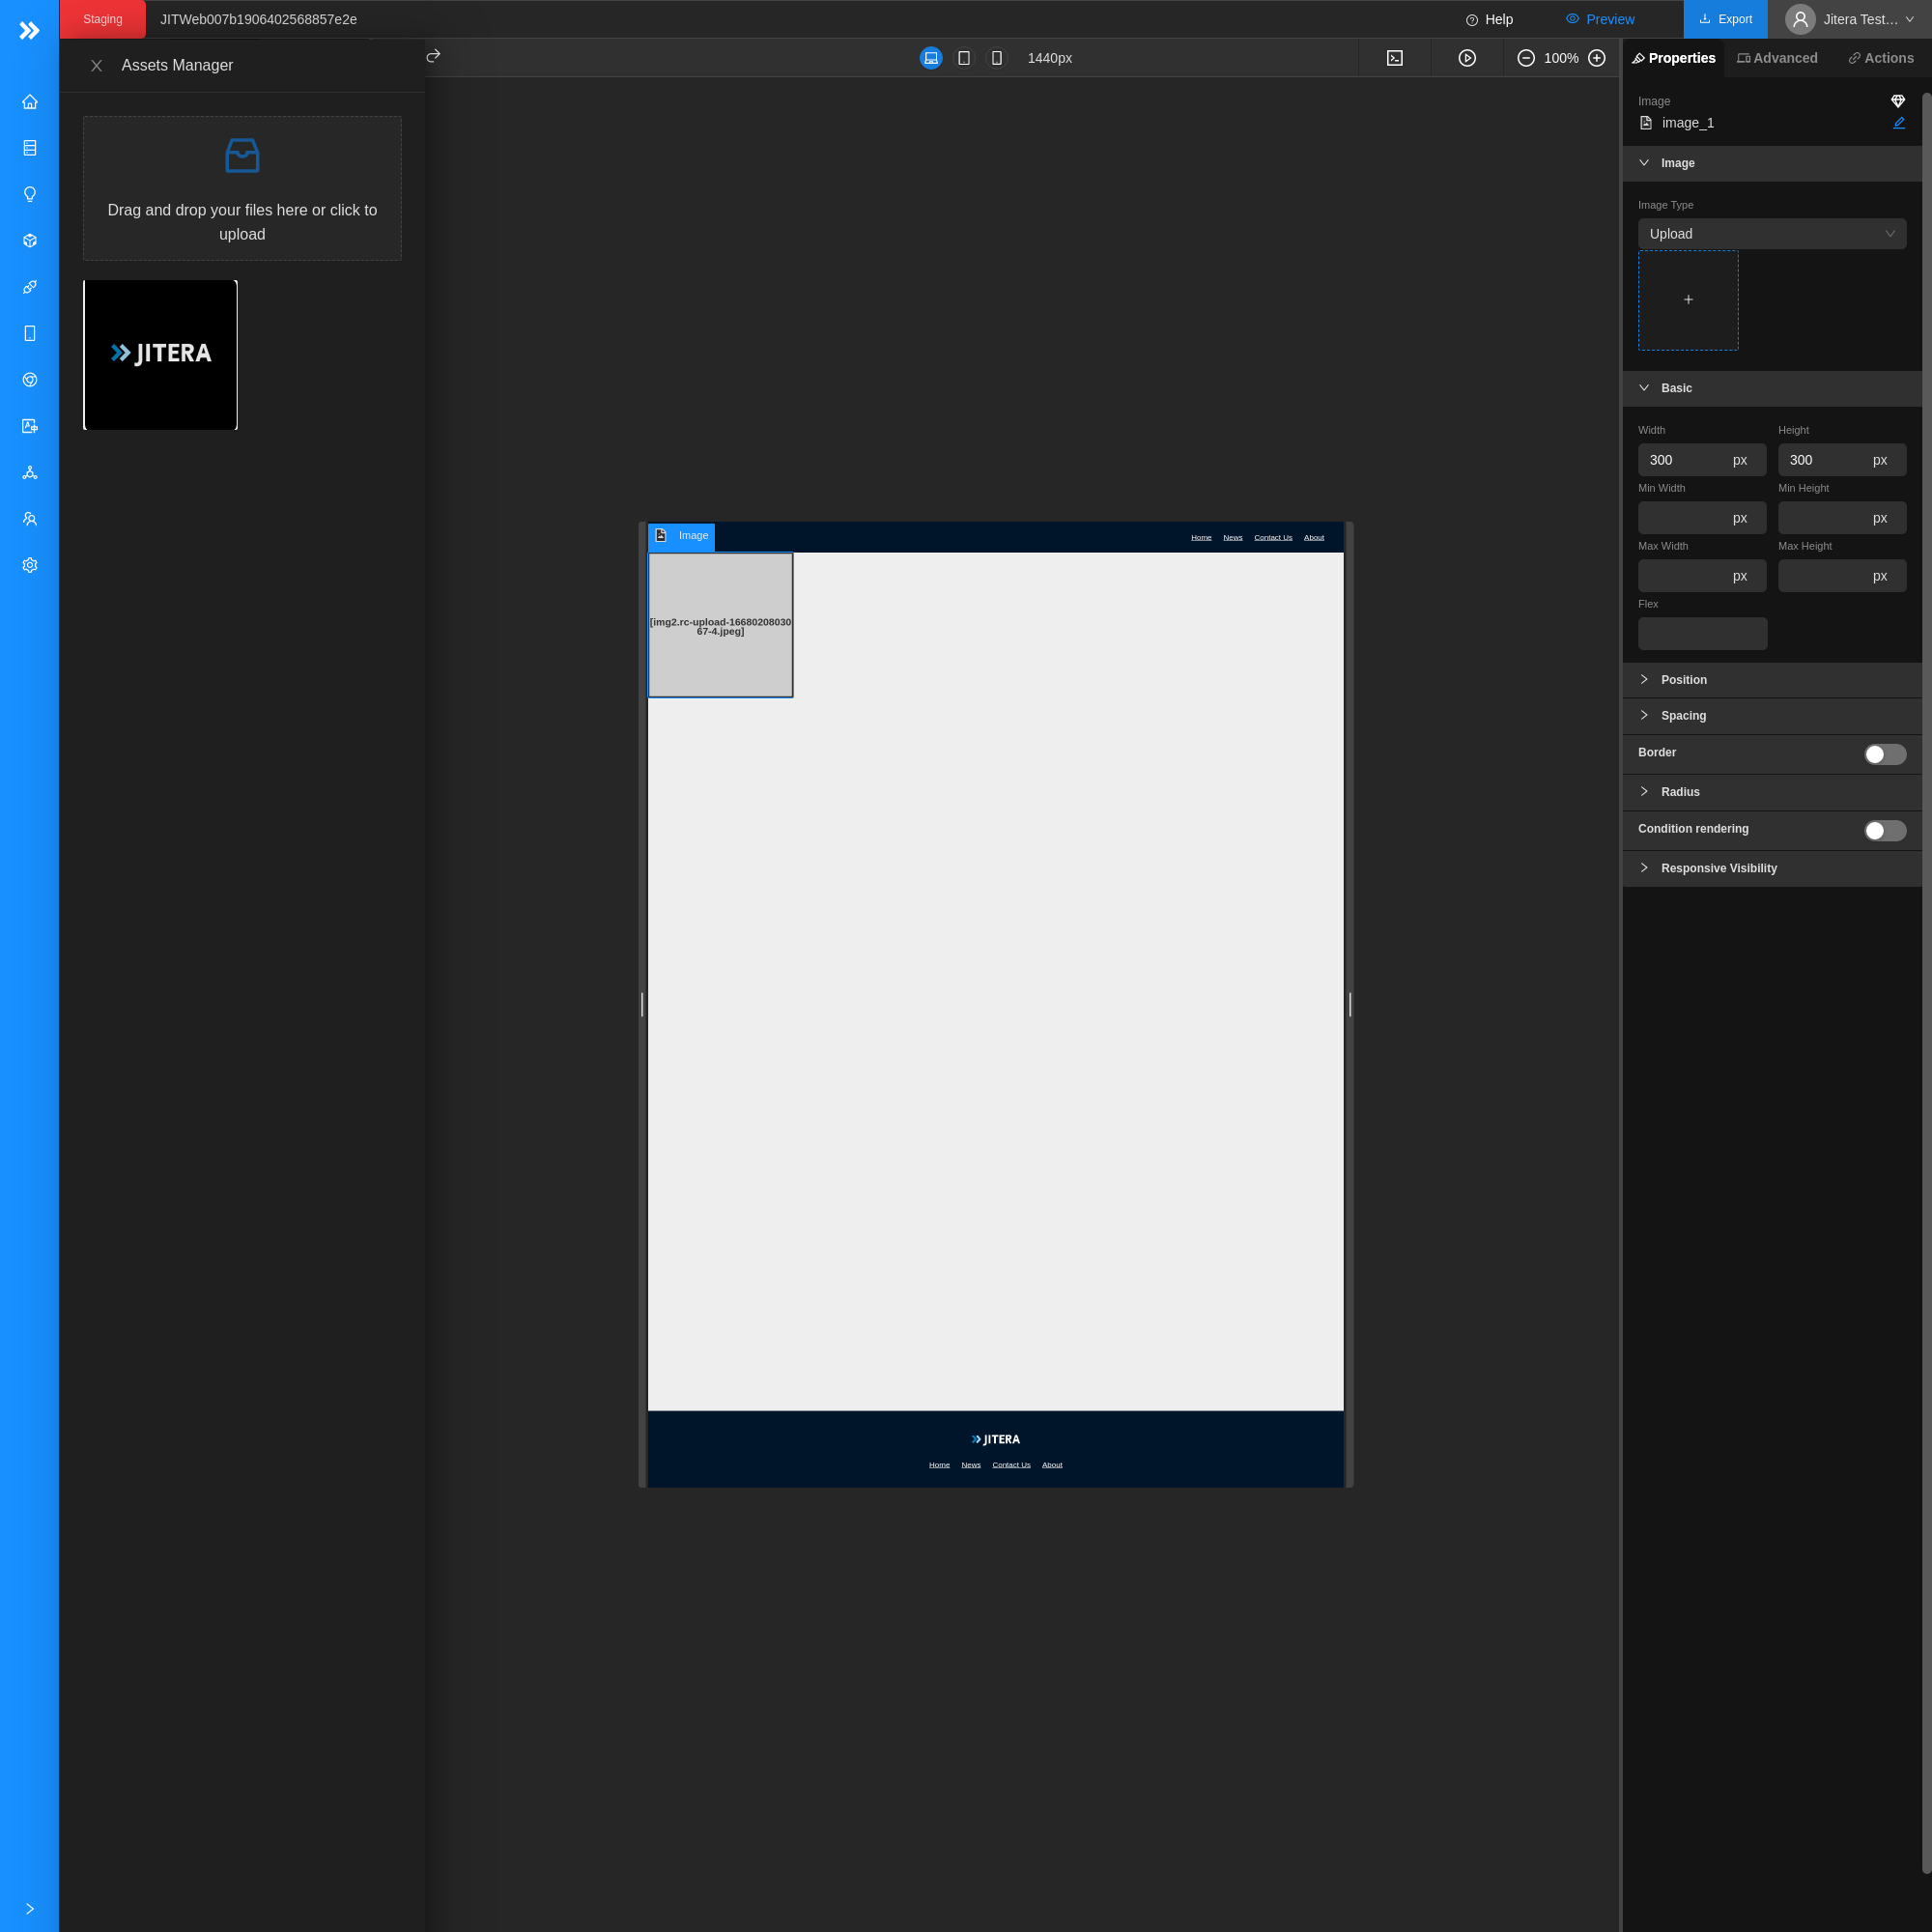 Staging
JITWeb007b1906402568857e2e
Help
Preview
Export
Jitera Test...
Assets Manager
1440px
100%
Properties
Advanced
Actions
Drag and drop your files here or click to
upload
JITERA
Image
image_1
Image
Image Type
Upload
Basic
Width
Height
300 px
300 px
Min Width
Min Height
px
px
Max Width
Max Height
px
px
Flex
Position
Spacing
Border
Radius
Condition rendering
Responsive Visibility
Image
Home News Contact Us About
[img2.rc-upload-16680208030
67-4.jpeg]
JITERA
Home News Contact Us About